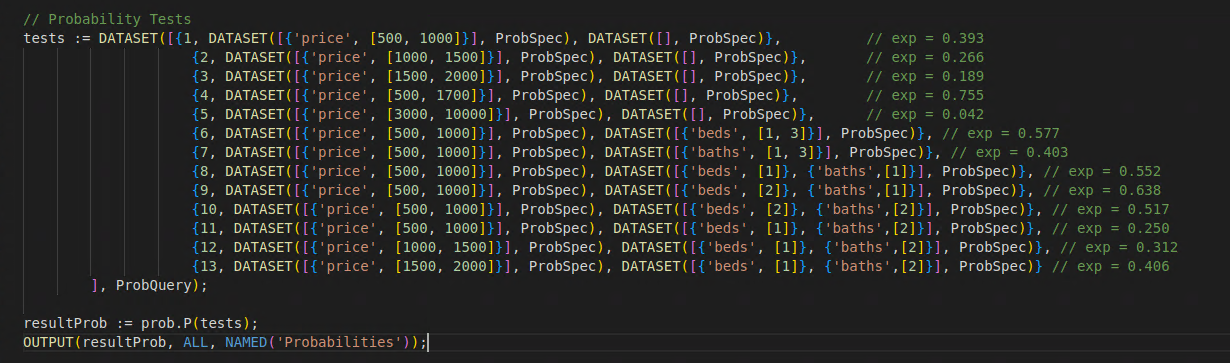 // Probability Tests
tests := DATASET([{1, DATASET([{'price', [500, 1000]}], ProbSpec), DATASET([], ProbSpec)}, // exp = 0.393
{2, DATASET([{'price', [1000, 1500]}], ProbSpec), DATASET([], ProbSpec)}, // exp = 0.266
{3, DATASET([{'price', [1500, 2000]}], ProbSpec), DATASET([], ProbSpec)}, // exp = 0.189
{4, DATASET([{'price', [500, 1700]}], ProbSpec), DATASET([], ProbSpec)}, // exp = 0.755
{5, DATASET([{'price', [3000, 10000]}], ProbSpec), DATASET([], ProbSpec)}, // exp = 0.042
{6, DATASET([{'price', [500, 1000]}], ProbSpec), DATASET([{'beds', [1, 3]}], ProbSpec)}, // exp = 0.577
{7, DATASET([{'price', [500, 1000]}], ProbSpec), DATASET([{'baths', [1, 3]}], ProbSpec)}, // exp = 0.403
{8, DATASET([{'price', [500, 1000]}], ProbSpec), DATASET([{'beds', [1]}, {'baths',[1]}], ProbSpec)}, // exp = 0.552
{9, DATASET([{'price', [500, 1000]}], ProbSpec), DATASET([{'beds', [2]}, {'baths',[1]}], ProbSpec)}, // exp = 0.638
{10, DATASET([{'price', [500, 1000]}], ProbSpec), DATASET([{'beds', [2]}, {'baths',[2]}], ProbSpec)}, // exp = 0.517
{11, DATASET([{'price', [500, 1000]}], ProbSpec), DATASET([{'beds', [1]}, {'baths',[2]}], ProbSpec)}, // exp = 0.250
{12, DATASET([{'price', [1000, 1500]}], ProbSpec), DATASET([{'beds', [1]}, {'baths',[2]}], ProbSpec)}, // exp = 0.312
{13, DATASET([{'price', [1500, 2000]}], ProbSpec), DATASET([{'beds', [1]}, {'baths',[2]}], ProbSpec)} // exp = 0.406
], ProbQuery);
resultProb := prob.P(tests);
OUTPUT(resultProb, ALL, NAMED('Probabilities'));